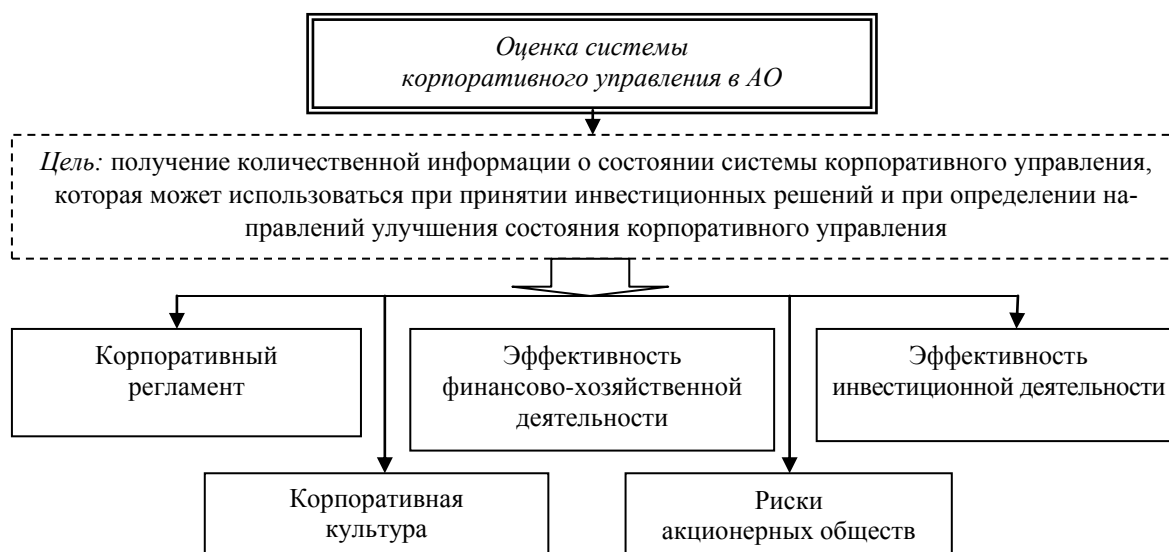 Оценка системы
корпоративного управления в АО
Цель: получение количественной информации о состоянии системы корпоративного управления,
которая может использоваться при принятии инвестиционных решений и при определении на-
правлений улучшения состояния корпоративного управления
Корпоративный
регламент
Эффективность
финансово-хозяйственной
деятельности
Эффективность
инвестиционной деятельности
Корпоративная
культура
Риски
акционерных обществ